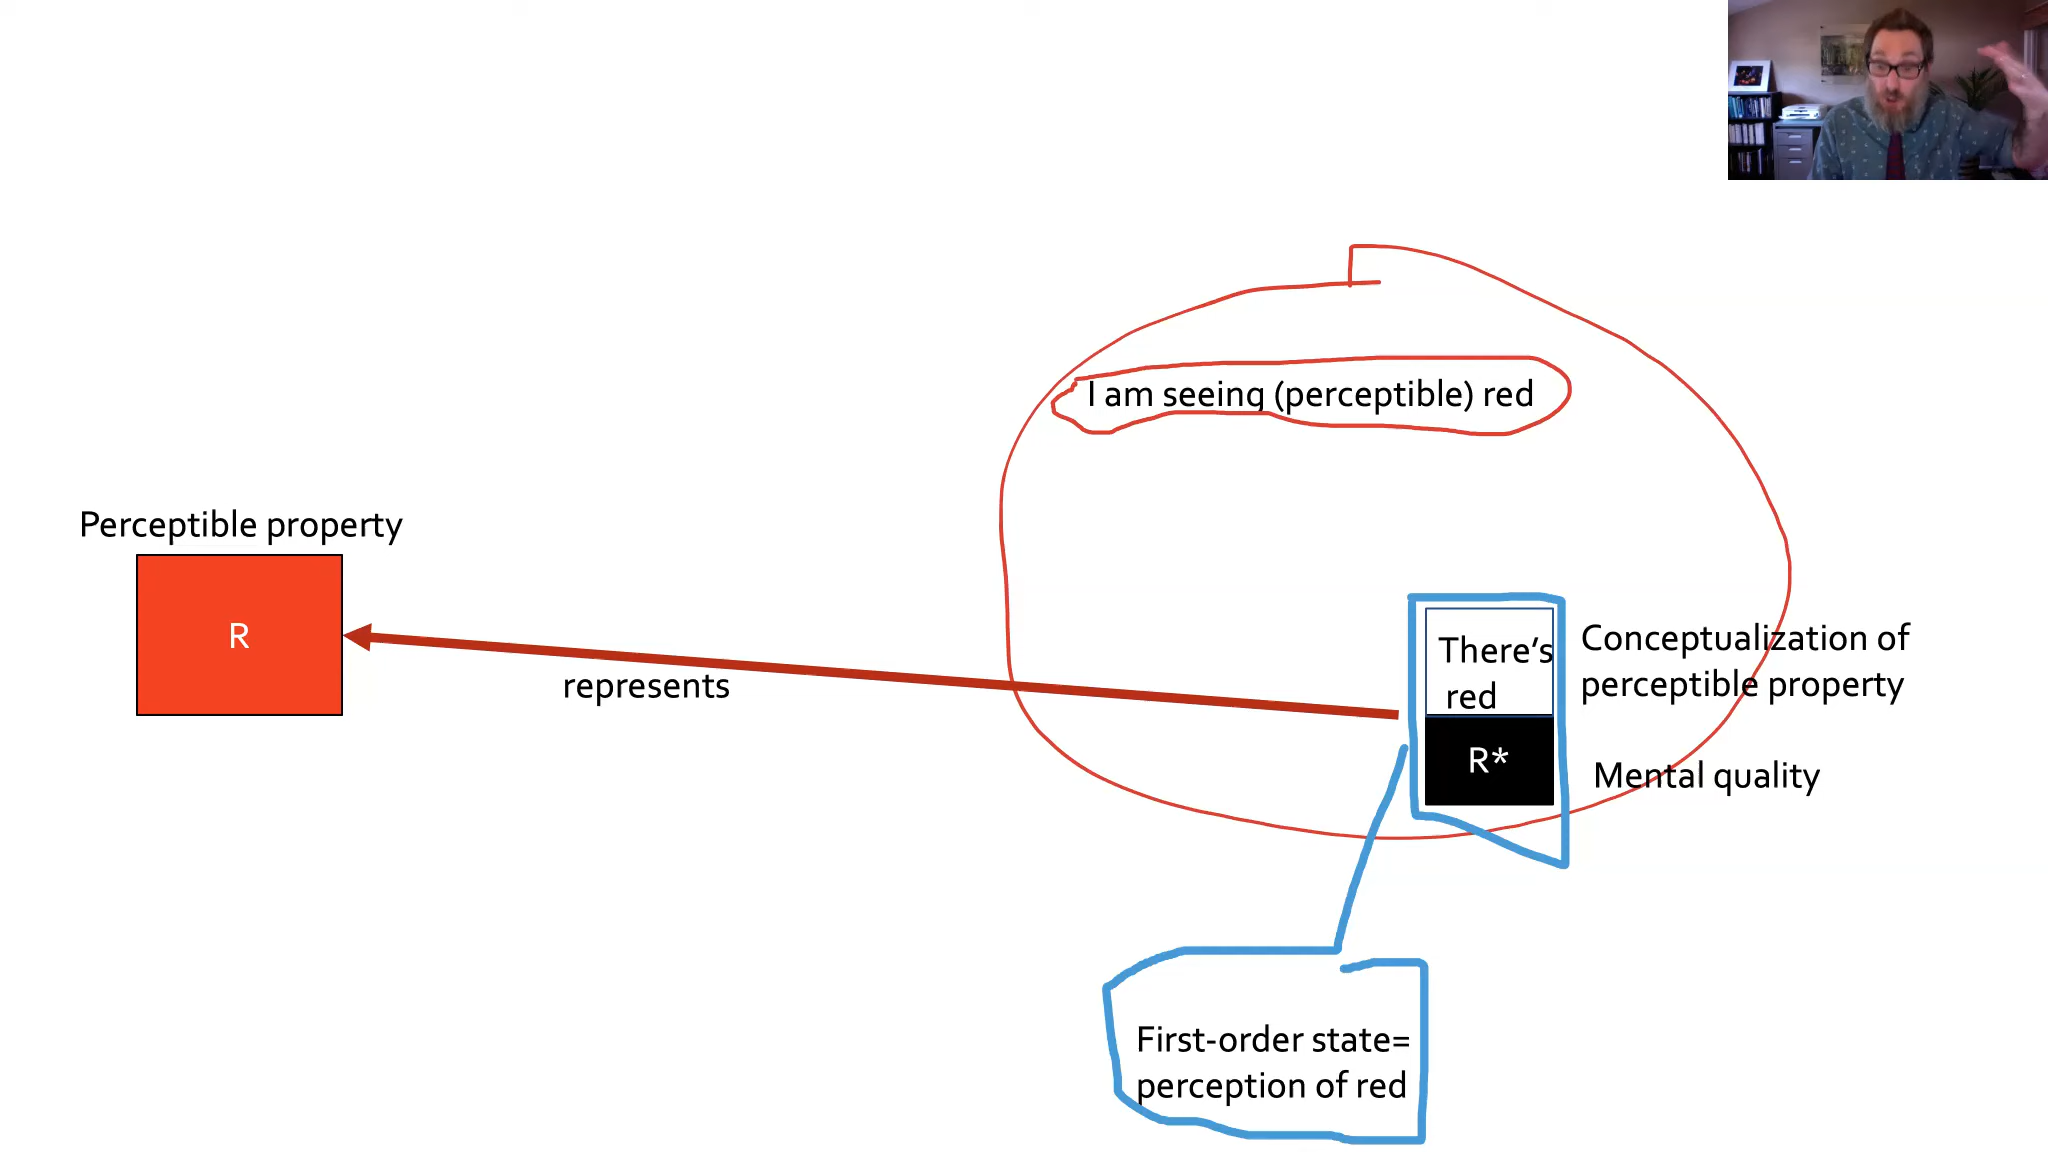 I am seeing (perceptible) red
Perceptible property
R
represents
There's
red
R*
Conceptualization of
perceptible property
Mental quality
First-order state=
perception of red